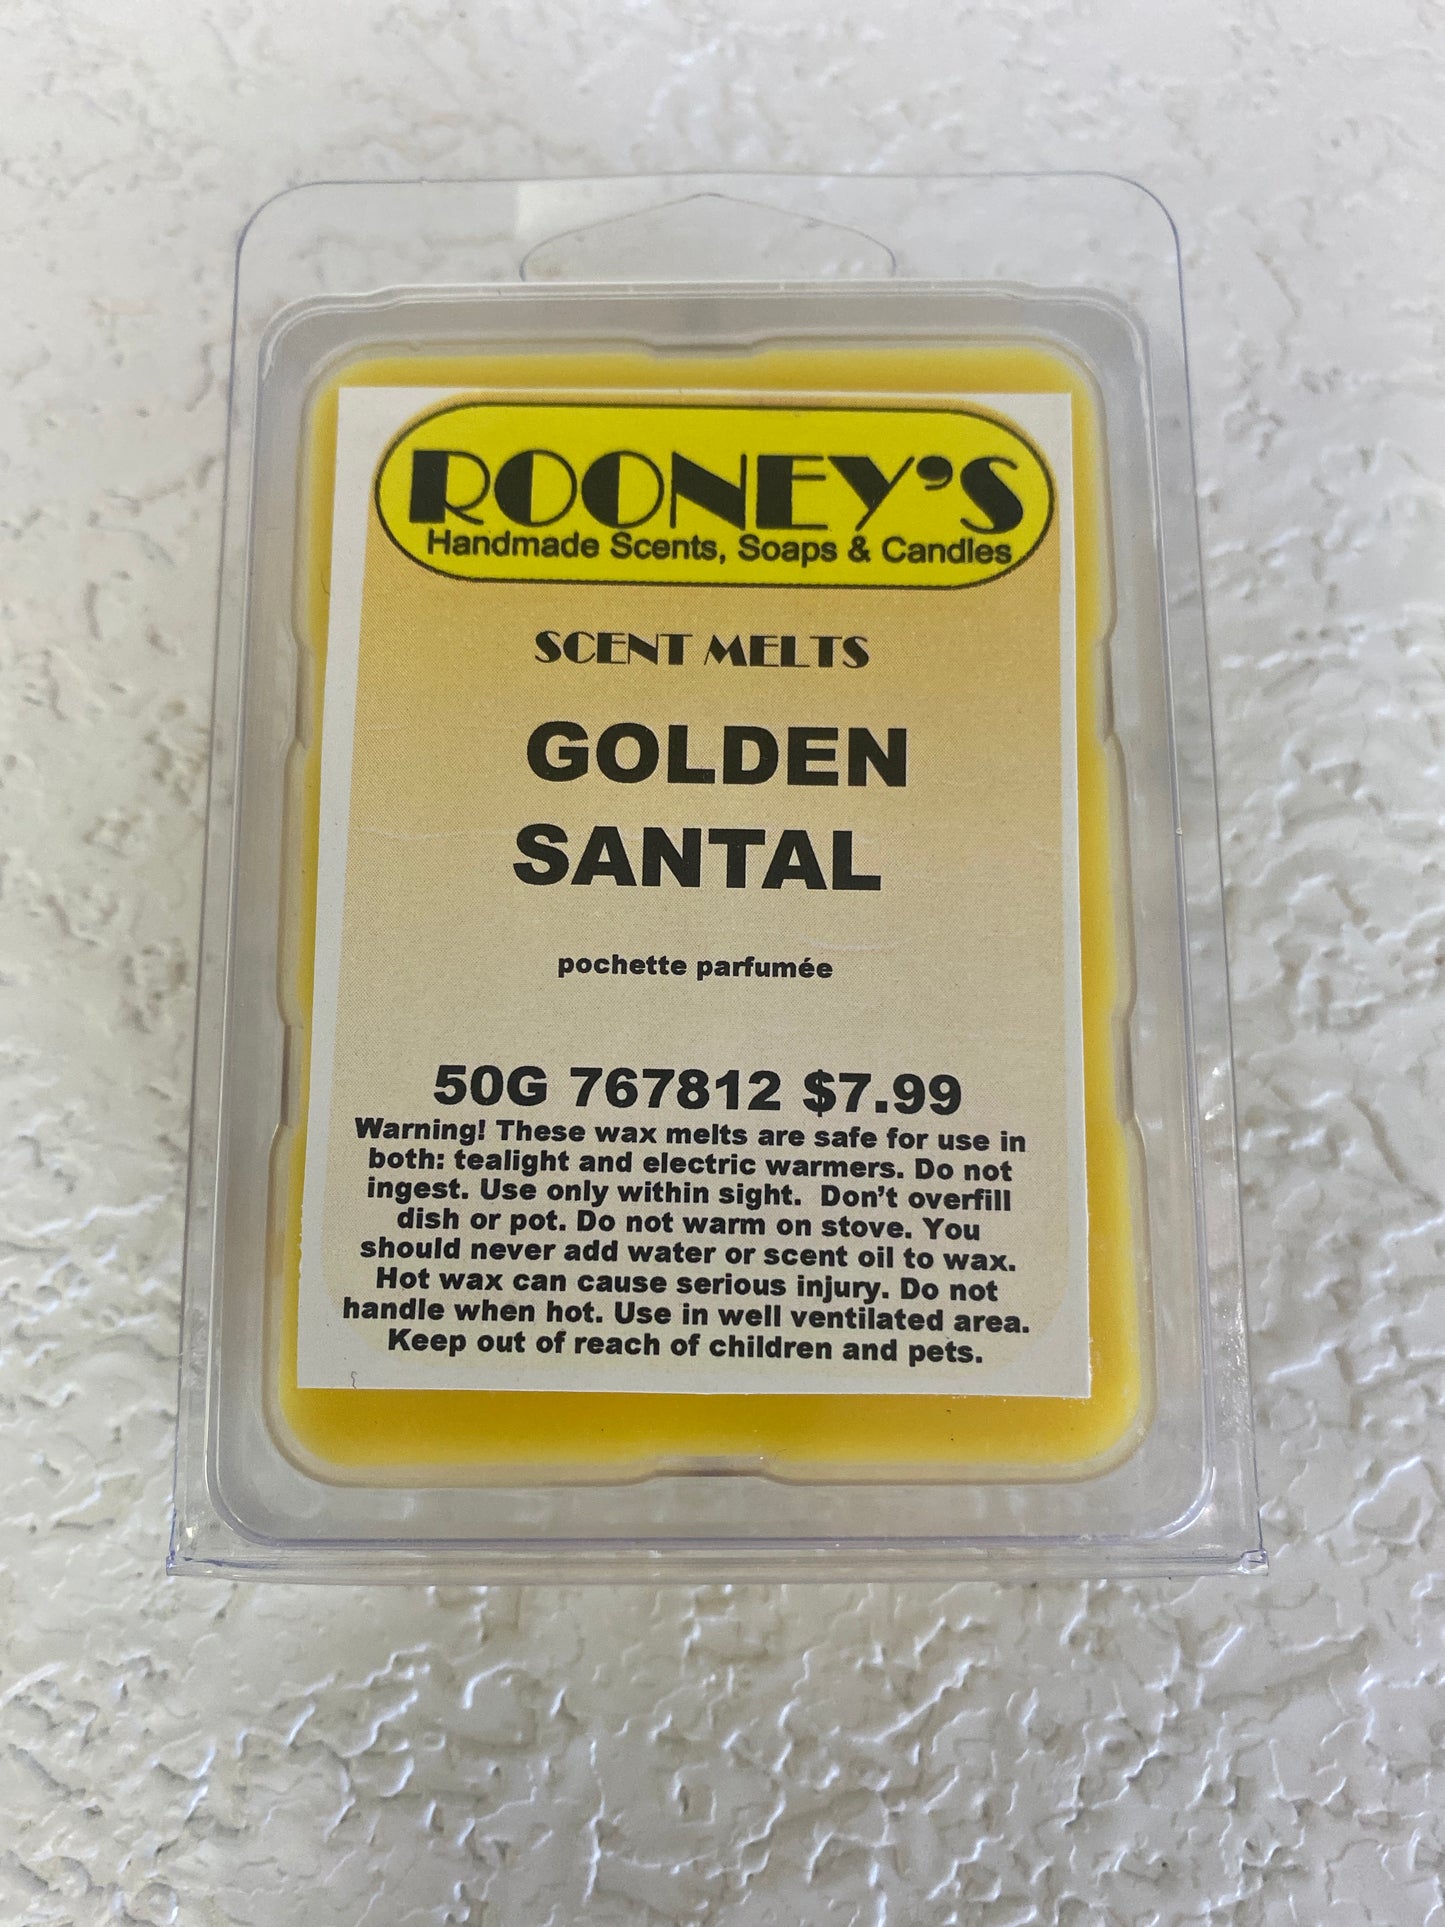 ROONEY'S
Handmade Scents, Soaps & Candles
SCENT MELTS
GOLDEN
SANTAL
pochette parfumée
50G 767812 $7.99
Warning! These wax melts are safe for use in
both: tealight and electric warmers. Do not
ingest. Use only within sight. Don't overfill
dish or pot. Do not warm on stove. You
should never add water or scent oil to wax.
Hot wax can cause serious injury. Do not
handle when hot. Use in well ventilated area.
Keep out of reach of children and pets.